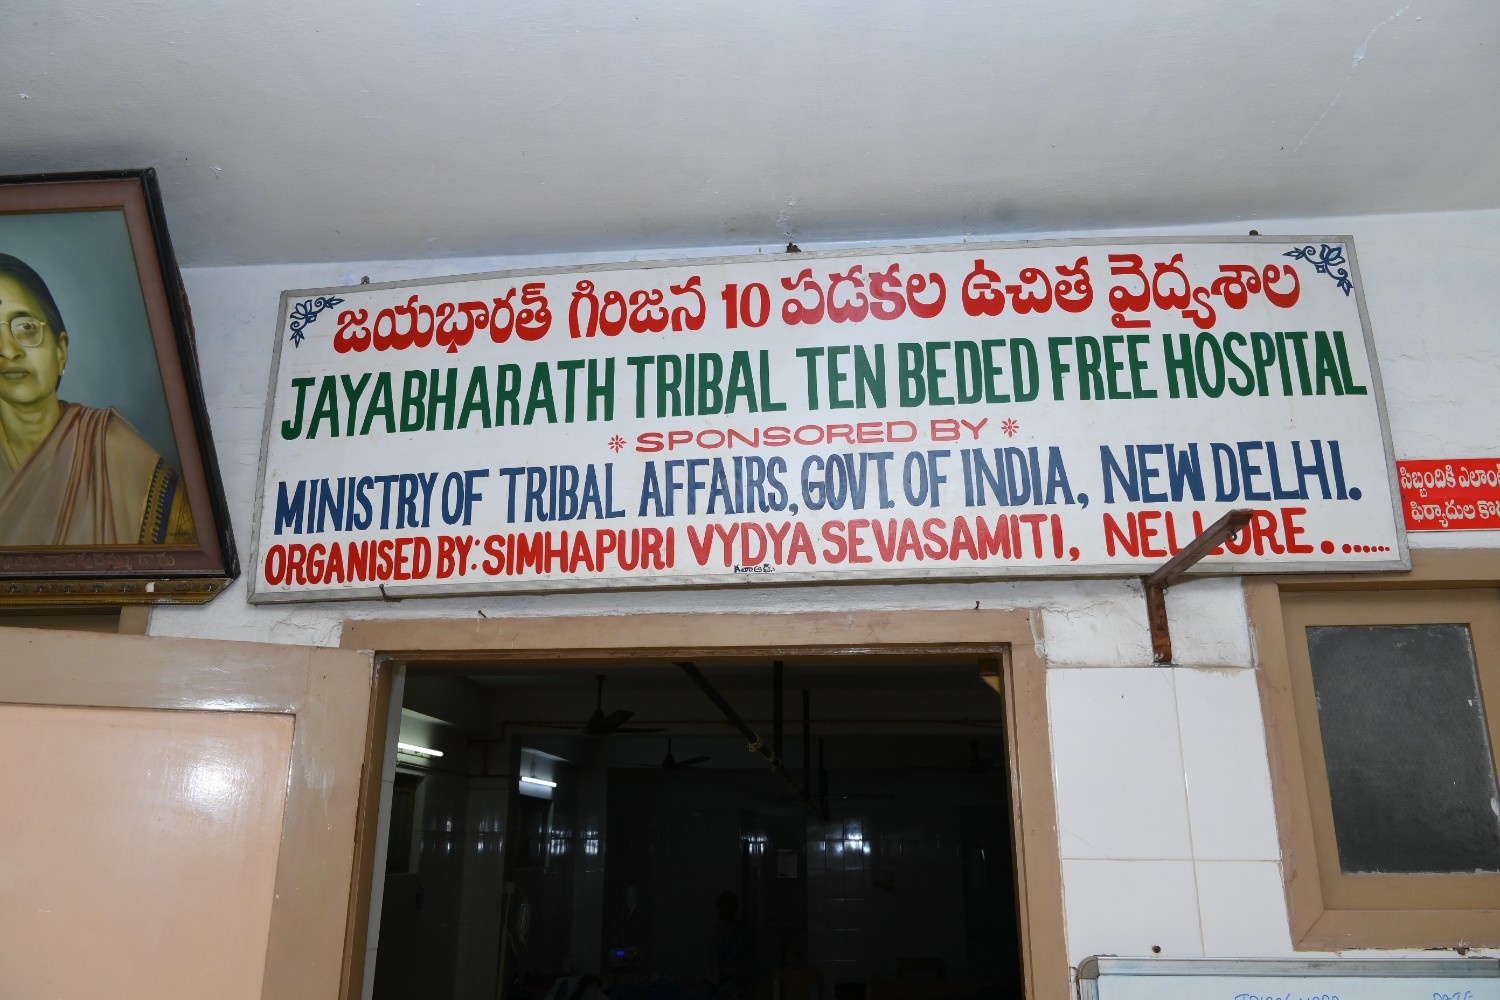 జయభారత్ గిరిజన 10 పడకల ఉచిత వైద్యశాల
JAYABHARATH TRIBAL TEN BEDED FREE HOSPITAL
* SPONSORED BY *
MINISTRY OF TRIBAL AFFAIRS, GOVT. OF INDIA, NEW DELHI.
ORGANISED BY: SIMHAPURI VYDYA SEVASAMITI, NELLORE.......
సిబ్బందికి
ఫిర్యాదుల
DATE